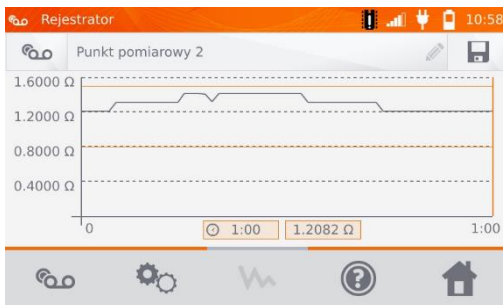 Rejestrator 10:58
Punkt pomiarowy 2
1.6000 Ω
1.2000 Ω
0.8000 Ω
0.4000 Ω
0 1:00 1.2082 Ω 1:00